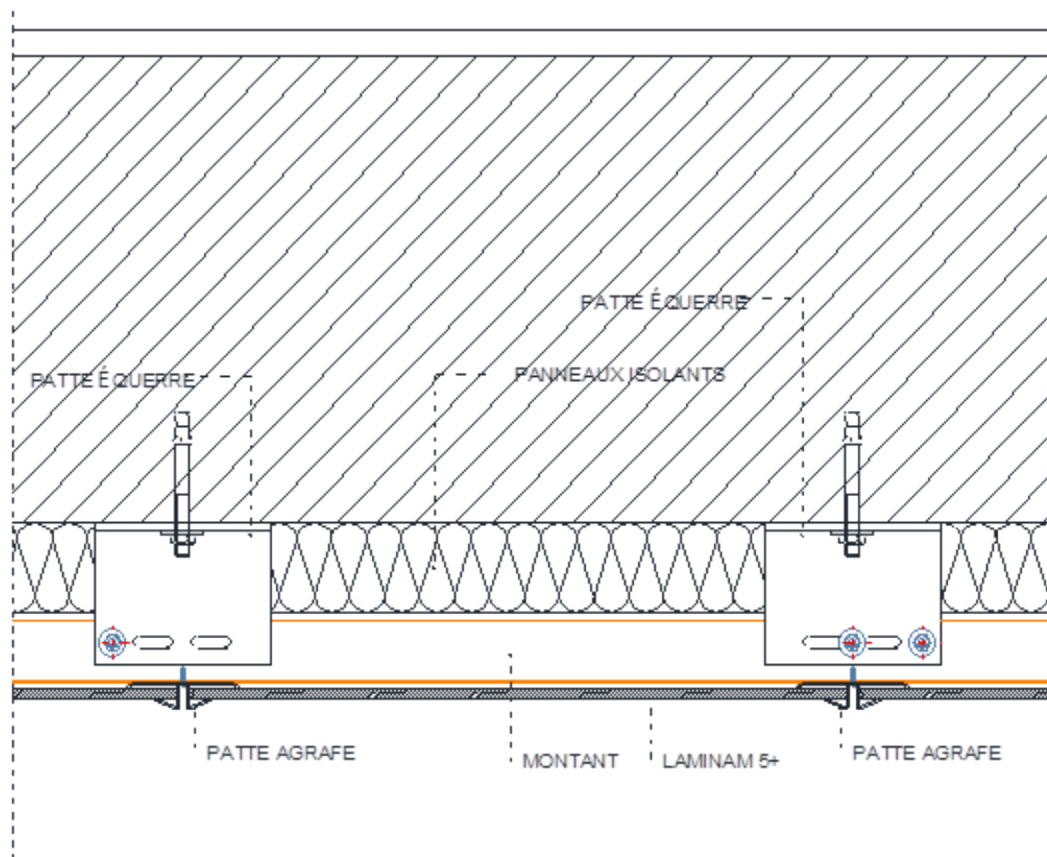 PATTE ÉQUERRE
PATTE ÉQUERRE
PANNEAUX ISOLANTS
PATTE AGRAFE
MONTANT
LAMINAM 5+
PATTE AGRAFE